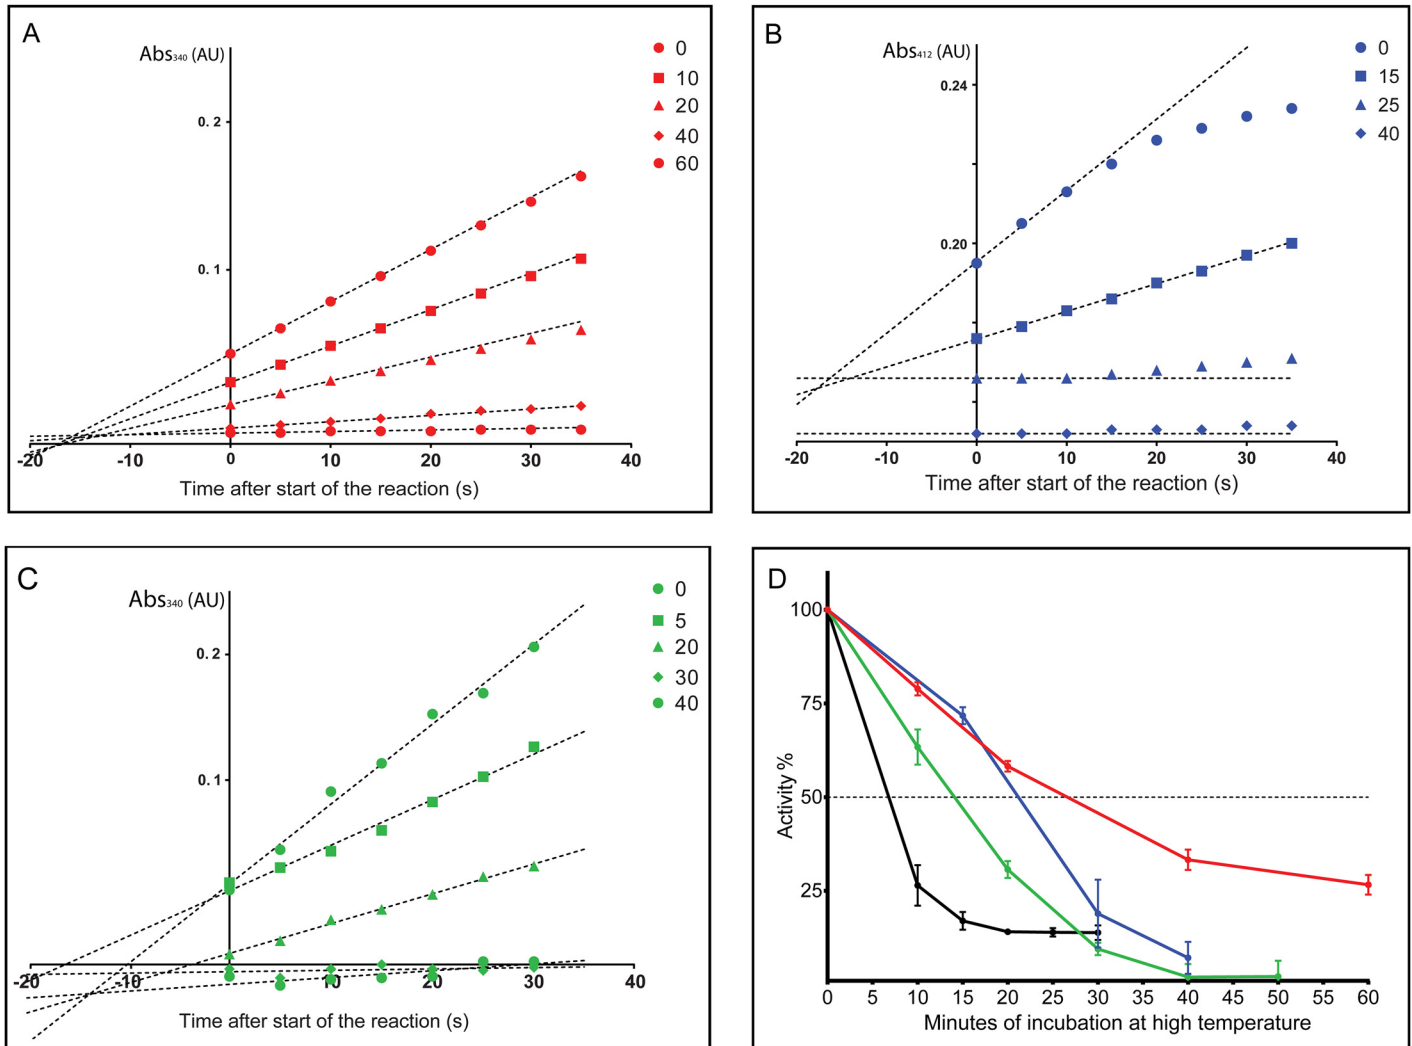 A
Abs340 (AU)
0
10
20
40
60
0. 2
0. 1
-20 -10 0 10 20 30 40
Time after start of the reaction (s)
B
Abs412 (AU)
0
15
25
40
0.24
0.20
-20 -10 0 10 20 30 40
Time after start of the reaction (s)
C
Abs340 (AU)
0
5
20
30
40
0.2
0.1
-20 -10 0 10 20 30 40
Time after start of the reaction (s)
D
100
75
50
25
Activity %
0 5 10 15 20 25 30 35 40 45 50 55 60
Minutes of incubation at high temperature